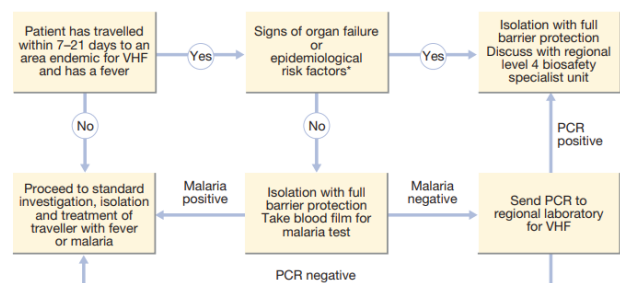 Patient has travelled
within 7–21 days to an
area endemic for VHF
and has a fever
Yes
Signs of organ failure
or
epidemiological
risk factors*
Yes
Isolation with full
barrier protection
Discuss with regional
level 4 biosafety
specialist unit
No
No
PCR
positive
Proceed to standard
investigation, isolation
and treatment of
traveller with fever
or malaria
Malaria
positive
Isolation with full
barrier protection
Take blood film for
malaria test
Malaria
negative
Send PCR to
regional laboratory
for VHF
PCR negative